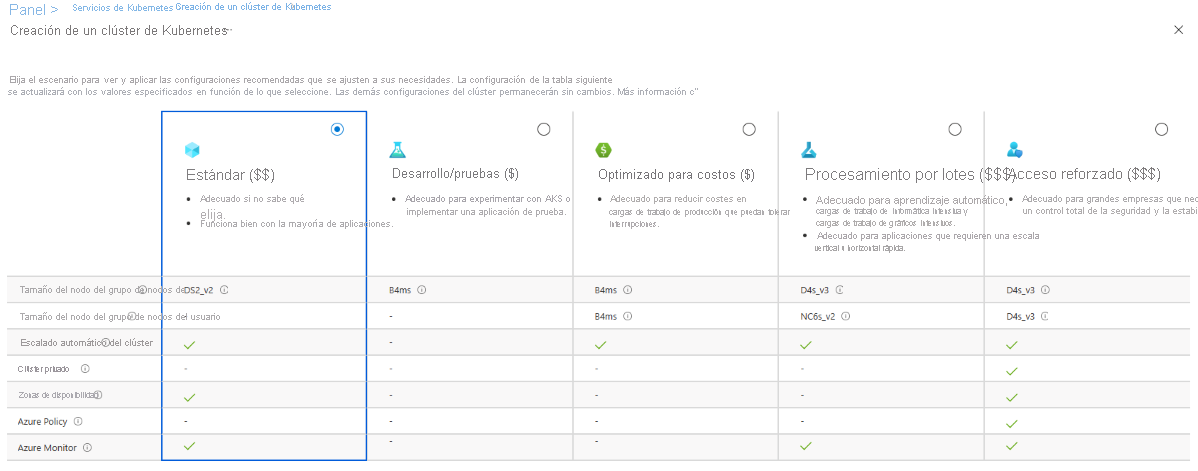 Panel > Servicios de Kubernetes Greación de un clúster de Kubernetes
Creación de un clúster de Kubernetes
Elija el escenario para ver y aplicar las configuraciones recomendadas que se ajusten a sus necesidades. La configuración de la tabla siguiente
se actualizará con los valores especificados en función de lo que seleccione. Las demás configuraciones del clúster permanecerán sin cambios. Más información c"
Estándar ($$)
Adecuado si no sabe qué
elija.
Funciona bien con la mayoría de aplicaciones.
Desarrollo/pruebas ($)
Adecuado para experimentar con AKS o
implementar una aplicación de prueba.
Optimizado para costos ($)
Adecuado para reducir costes en
cargas de trabajo de producción que puedan tolerar
interrupciones.
Procesamiento por lotes ($$$)
Adecuado para aprendizaje automático,
cargas de trabajo de informática intensiva y
cargas de trabajo de gráficos intensivos.
Adecuado para aplicaciones que requieren una escala
vertical u horizontal rápida.
Acceso reforzado ($$$)
Adecuado para grandes empresas que nec
un control total de la seguridad y la estabi
Tamaño del nodo del grupo de nodos de DS2_v2 B4ms B4ms D4s_v3 D4s_v3
Tamaño del nodo del grupo de nodos del usuario - - B4ms NC6s_v2 D4s_v3
Escalado automático del clúster -
Clúster privado - - - -
Zonas de disponibilidad - - -
Azure Policy - - - -
Azure Monitor - -